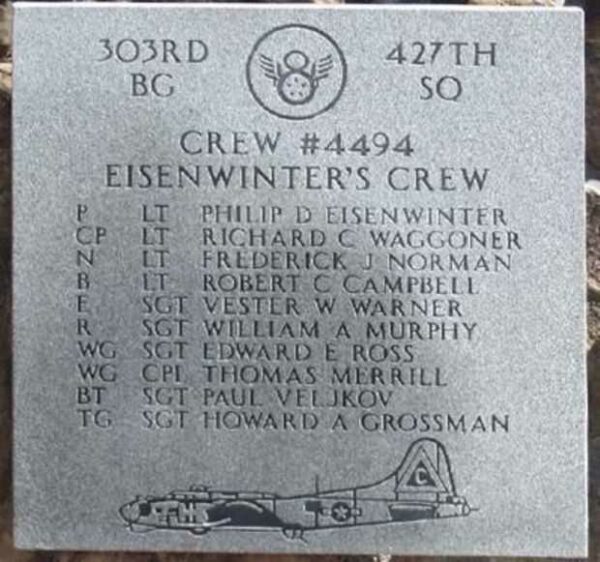 303RD 427TH
BG SQ
8
CREW #4494
EISENWINTER'S CREW
P LT PHILIP D EISENWINTER
CP LT RICHARD C WAGGONER
N LT FREDERICK J NORMAN
B LT ROBERT C CAMPBELL
E SGT VESTER W WARNER
R SGT WILLIAM A MURPHY
WG SGT EDWARD E ROSS
WG CPL THOMAS MERRILL
BT SGT PAUL VELJKOV
TG SGT HOWARD A GROSSMAN
C